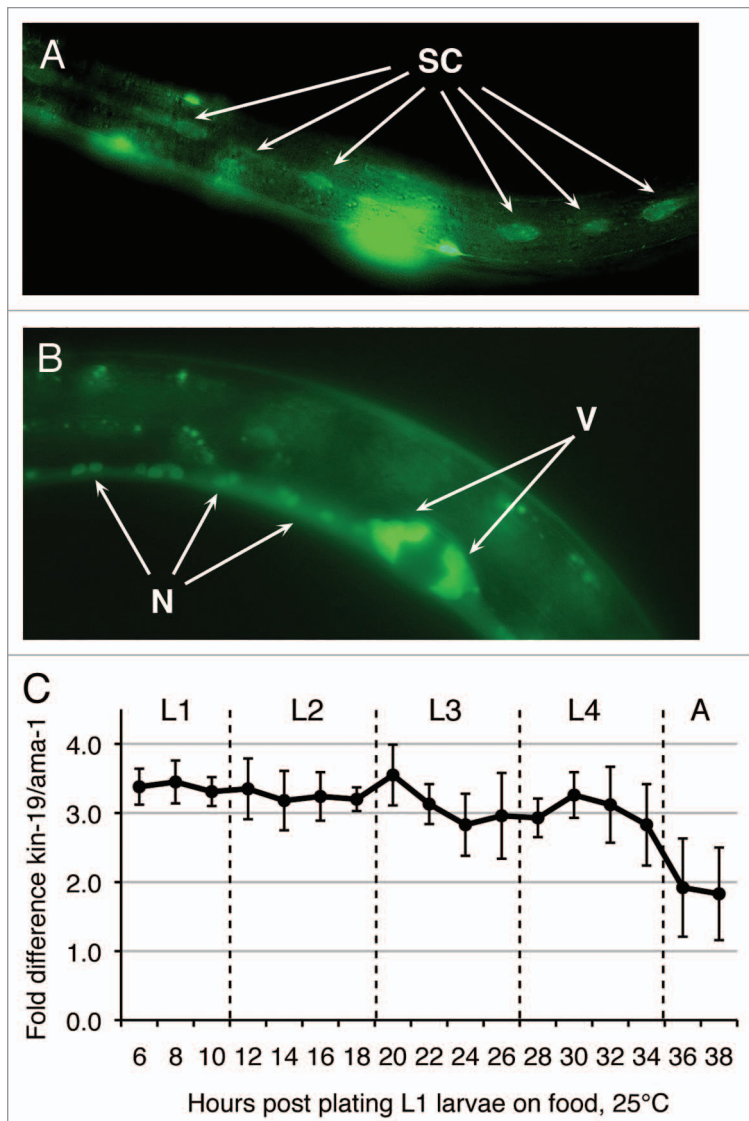 A
SC
B
V
N
C
L1 L2 L3 L4 A
Fold difference kin-19/ama-1
4.0
3.0
2.0
1.0
0.0
6 8 10 12 14 16 18 20 22 24 26 28 30 32 34 36 38
Hours post plating L1 larvae on food, 25°C